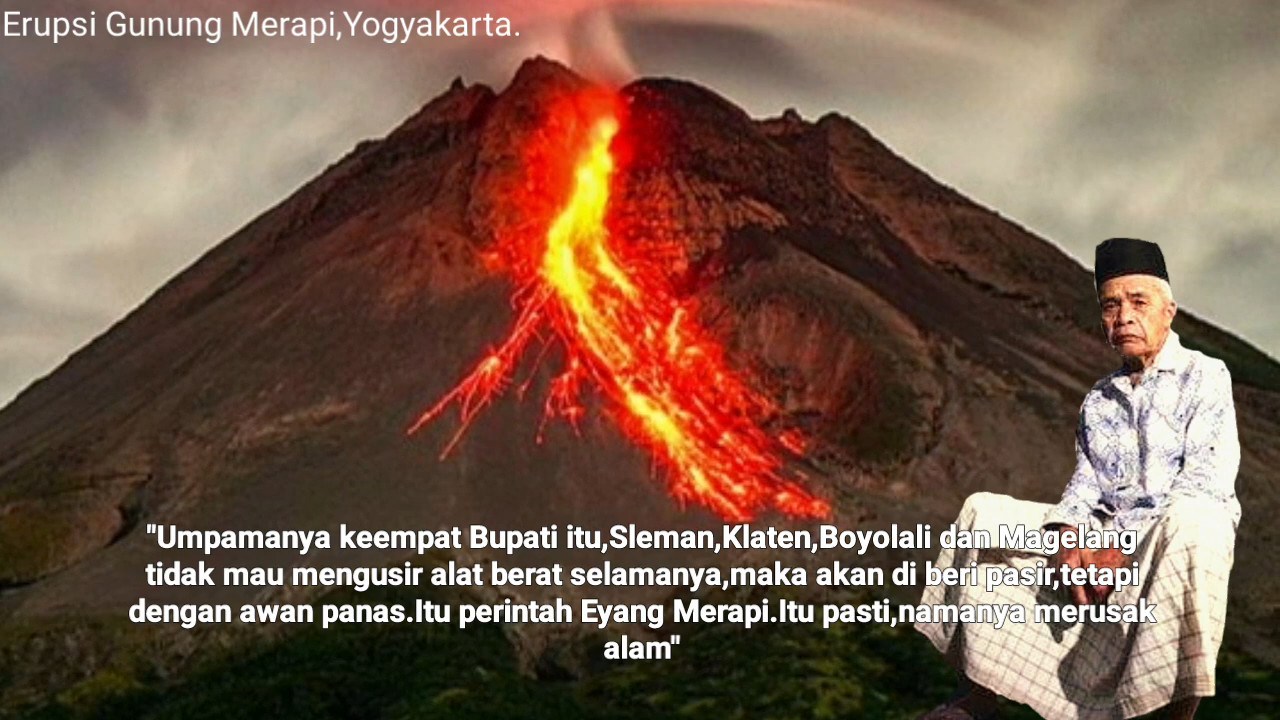 Erupsi Gunung Merapi,Yogyakarta.
"Umpamanya keempat Bupati itu,Sleman,Klaten,Boyolali dan Magelang
tidak mau mengusir alat berat selamanya,maka akan di beri pasir,tetapi
dengan awan panas.Itu perintah Eyang Merapi.Itu pasti,namanya merusak
alam"